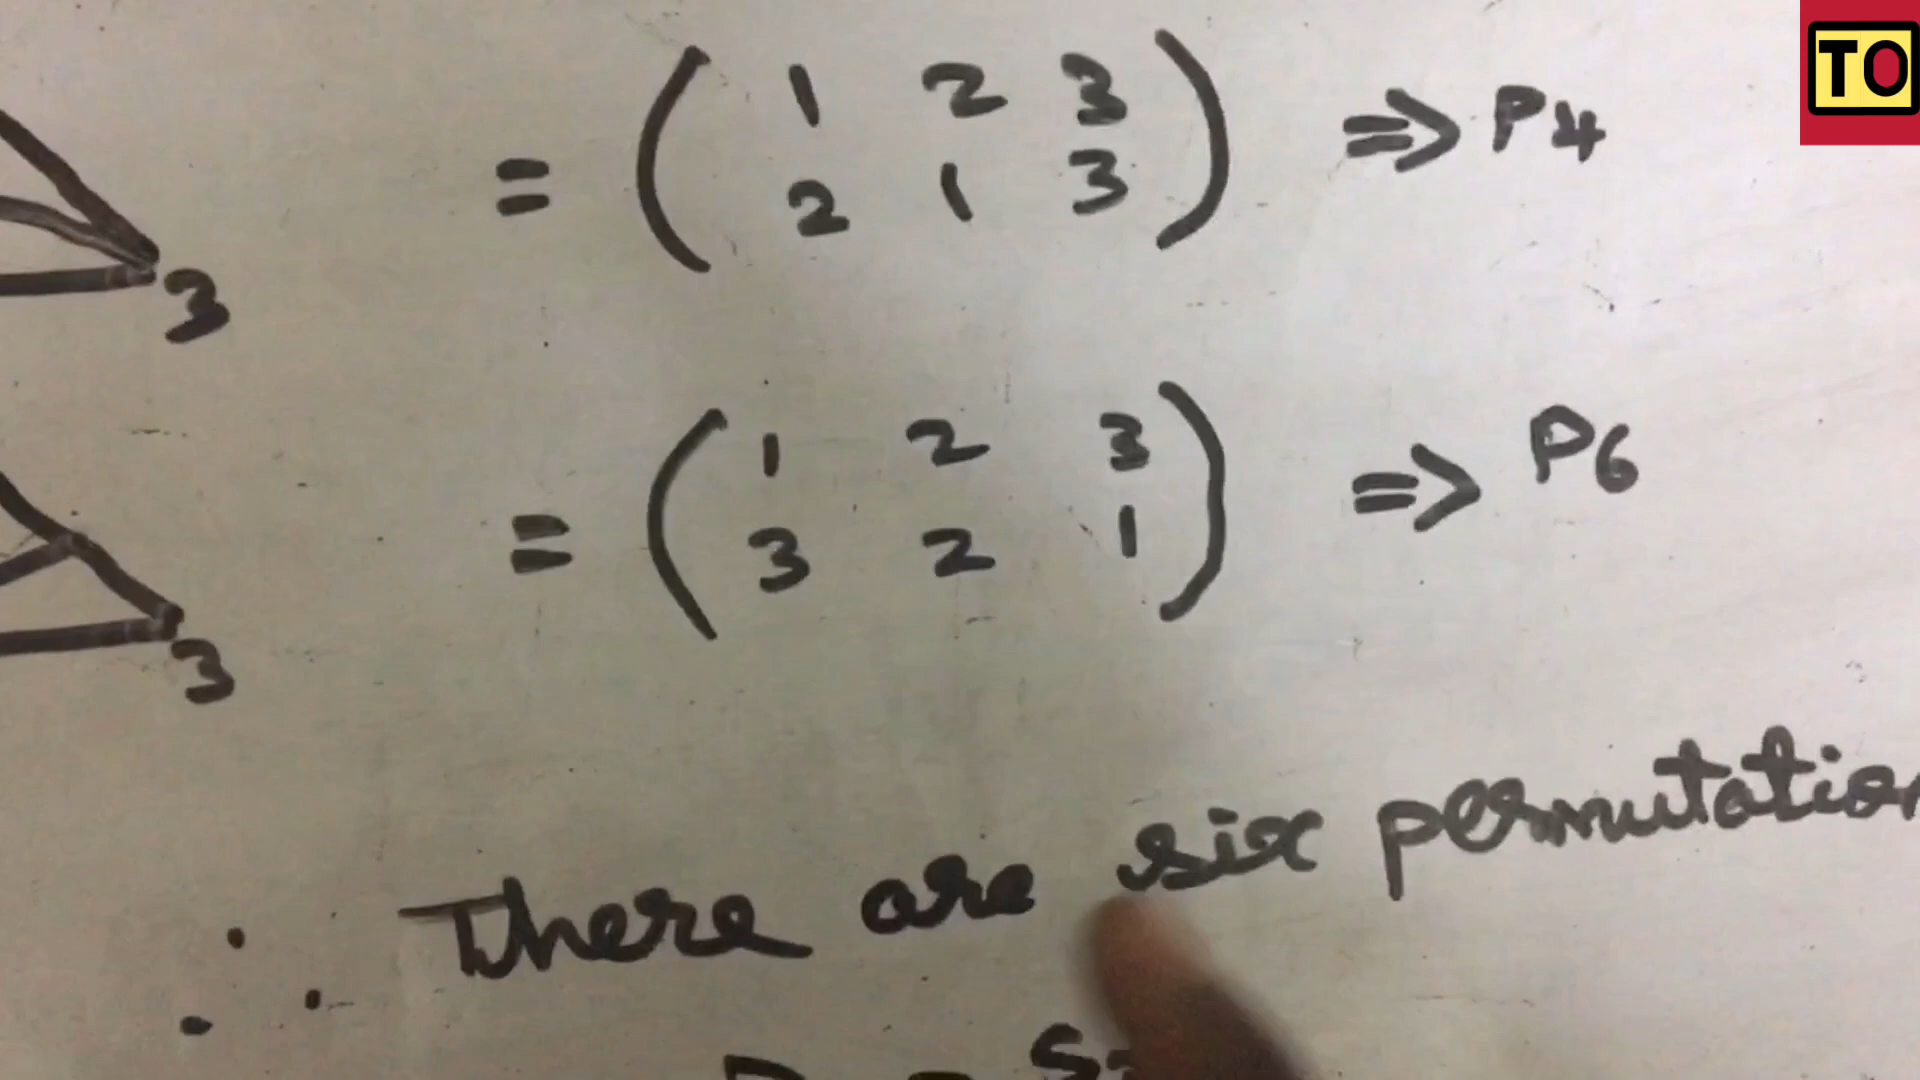 TO
= ( 1 2 3 ) ⇒ P4
2 1 3
3
= ( 1 2 3 ) ⇒ P6
3 2 1
3
∴ There are six permutation